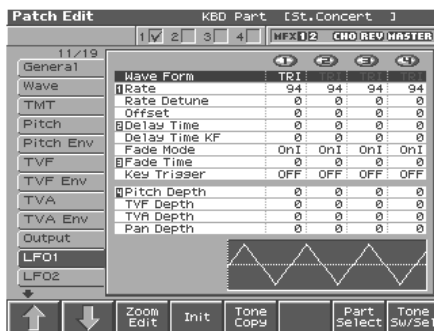 Patch Edit KBD Part [St.Concert ]
1 2 3 4 MFX 1 2 CHO REV MASTER
11/19
General
Wave
TMT
Pitch
Pitch Env
TVF
TVF Env
TVA
TVA Env
Output
LFO1
LFO2
1 2 3 4
Wave Form TRI TRI TRI TRI
1 Rate 94 94 94 94
Rate Detune 0 0 0 0
Offset 0 0 0 0
2 Delay Time 0 0 0 0
Delay Time KF 0 0 0 0
Fade Mode OnI OnI OnI OnI
3 Fade Time 0 0 0 0
Key Trigger OFF OFF OFF OFF
4 Pitch Depth 0 0 0 0
TVF Depth 0 0 0 0
TVA Depth 0 0 0 0
Pan Depth 0 0 0 0
Zoom Edit
Init
Tone Copy
Part Select
Tone Sw/Sel